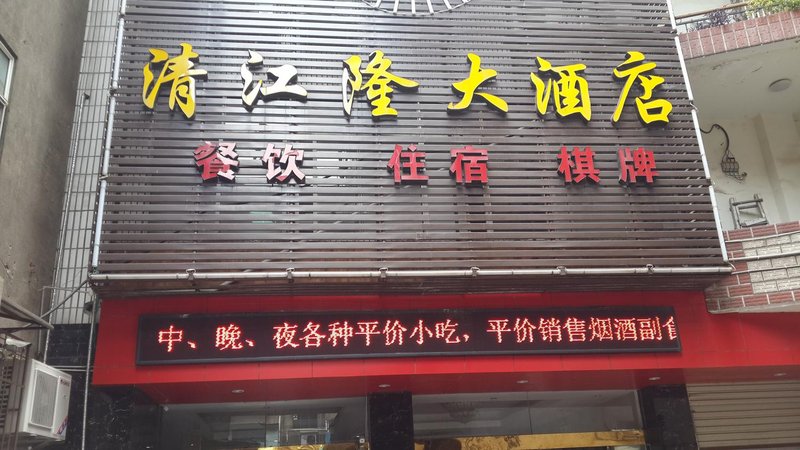 清江隆大酒店
餐饮 住宿 棋牌
中、晚、夜各种平价小吃，平价销售烟酒副食